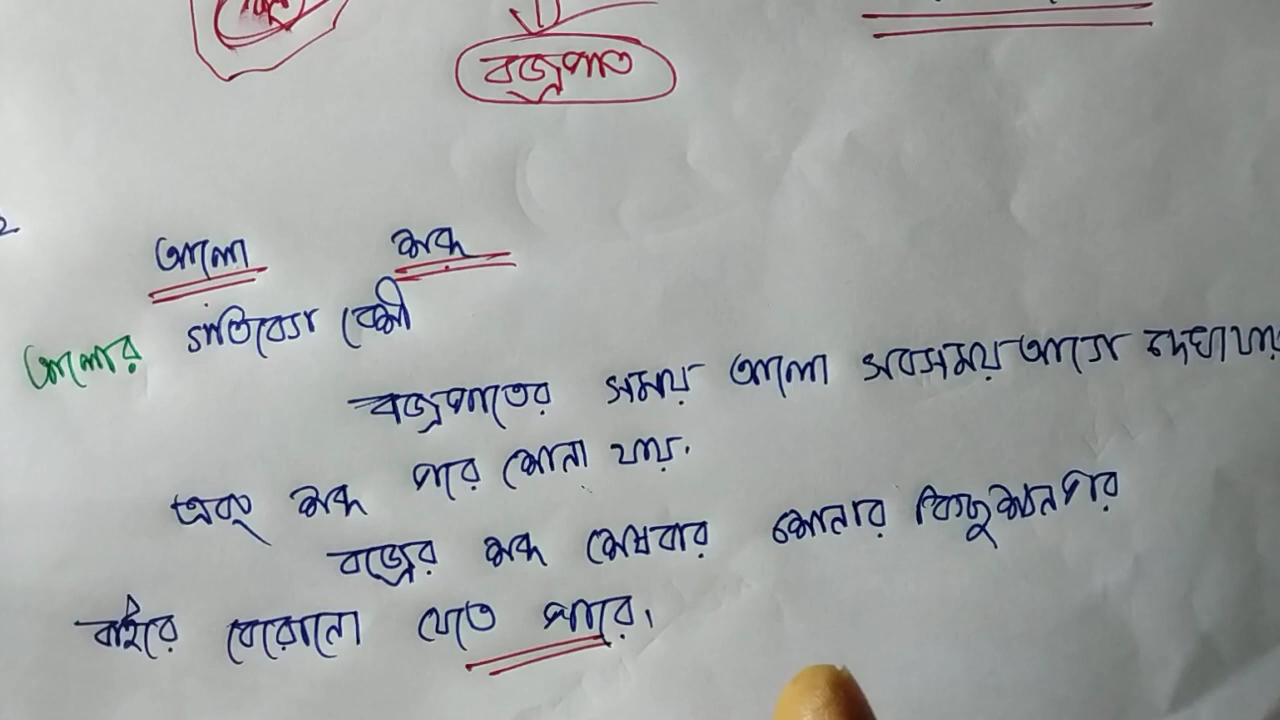 বজ্রপাত
আলো শব্দ
আলোর গতিবেগ বেশী
বজ্রপাতের সময় আলো সবসময় আগে দেখা যায়
এবং শব্দ পরে শোনা যায়.
বজ্রের শব্দ শেষবার শোনার কিছুক্ষন পর
বাইরে বেরোনো যেতে পারে।